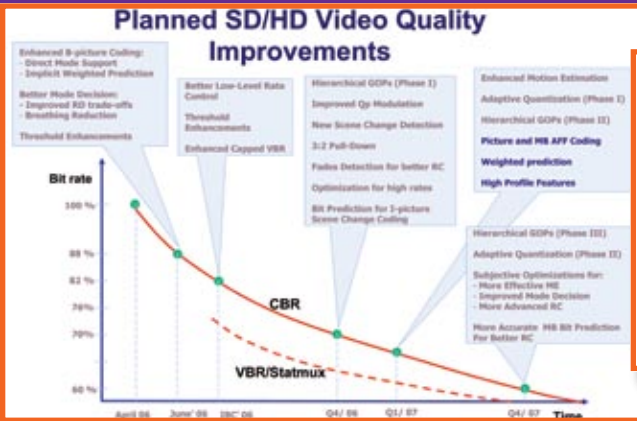 Planned SD/HD Video Quality
Improvements
Enhanced B-picture Coding:
- Direct Mode Support
- Implicit Weighted Prediction
Better Mode Decision:
- Improved RD trade-offs
- Breathing Reduction
Threshold Enhancements
Better Low-Level Rate
Control
Threshold
Enhancements
Enhanced Capped VBR
Hierarchical GOPs (Phase I)
Improved Qp Modulation
New Scene Change Detection
3:2 Pull-Down
Fades Detection for better RC
Optimization for high rates
Bit Prediction for I-picture
Scene Change Coding
Enhanced Motion Estimation
Adaptive Quantization (Phase I)
Hierarchical GOPs (Phase II)
Picture and MB AFF Coding
Weighted prediction
High Profile Features
Hierarchical GOPs (Phase III)
Adaptive Quantization (Phase II)
Subjective Optimizations for:
- More Effective ME
- Improved Mode Decision
- More Advanced RC
More Accurate MB Bit Prediction
For Better RC
Bit rate
100 %
88 %
82 %
76%
70%
60 %
CBR
VBR/Statmux
April 06
June' 06
IBC' 06
Q4/ 06
Q1/ 07
Q4/ 07
Time